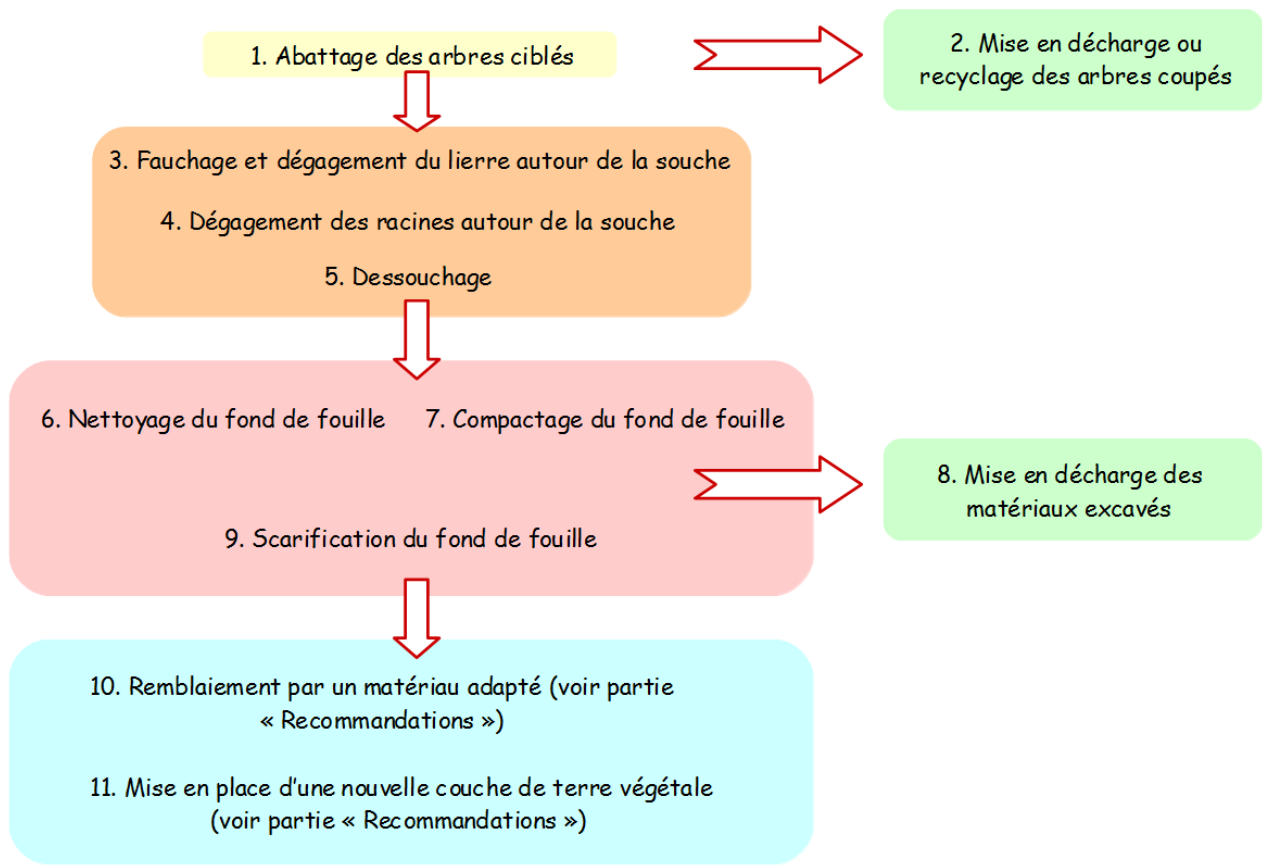 1. Abattage des arbres ciblés
2. Mise en décharge ou
recyclage des arbres coupés
3. Fauchage et dégagement du lierre autour de la souche
4. Dégagement des racines autour de la souche
5. Dessouchage
6. Nettoyage du fond de fouille
7. Compactage du fond de fouille
8. Mise en décharge des
matériaux excavés
9. Scarification du fond de fouille
10. Remblaiement par un matériau adapté (voir partie
« Recommandations »)
11. Mise en place d'une nouvelle couche de terre végétale
(voir partie « Recommandations »)